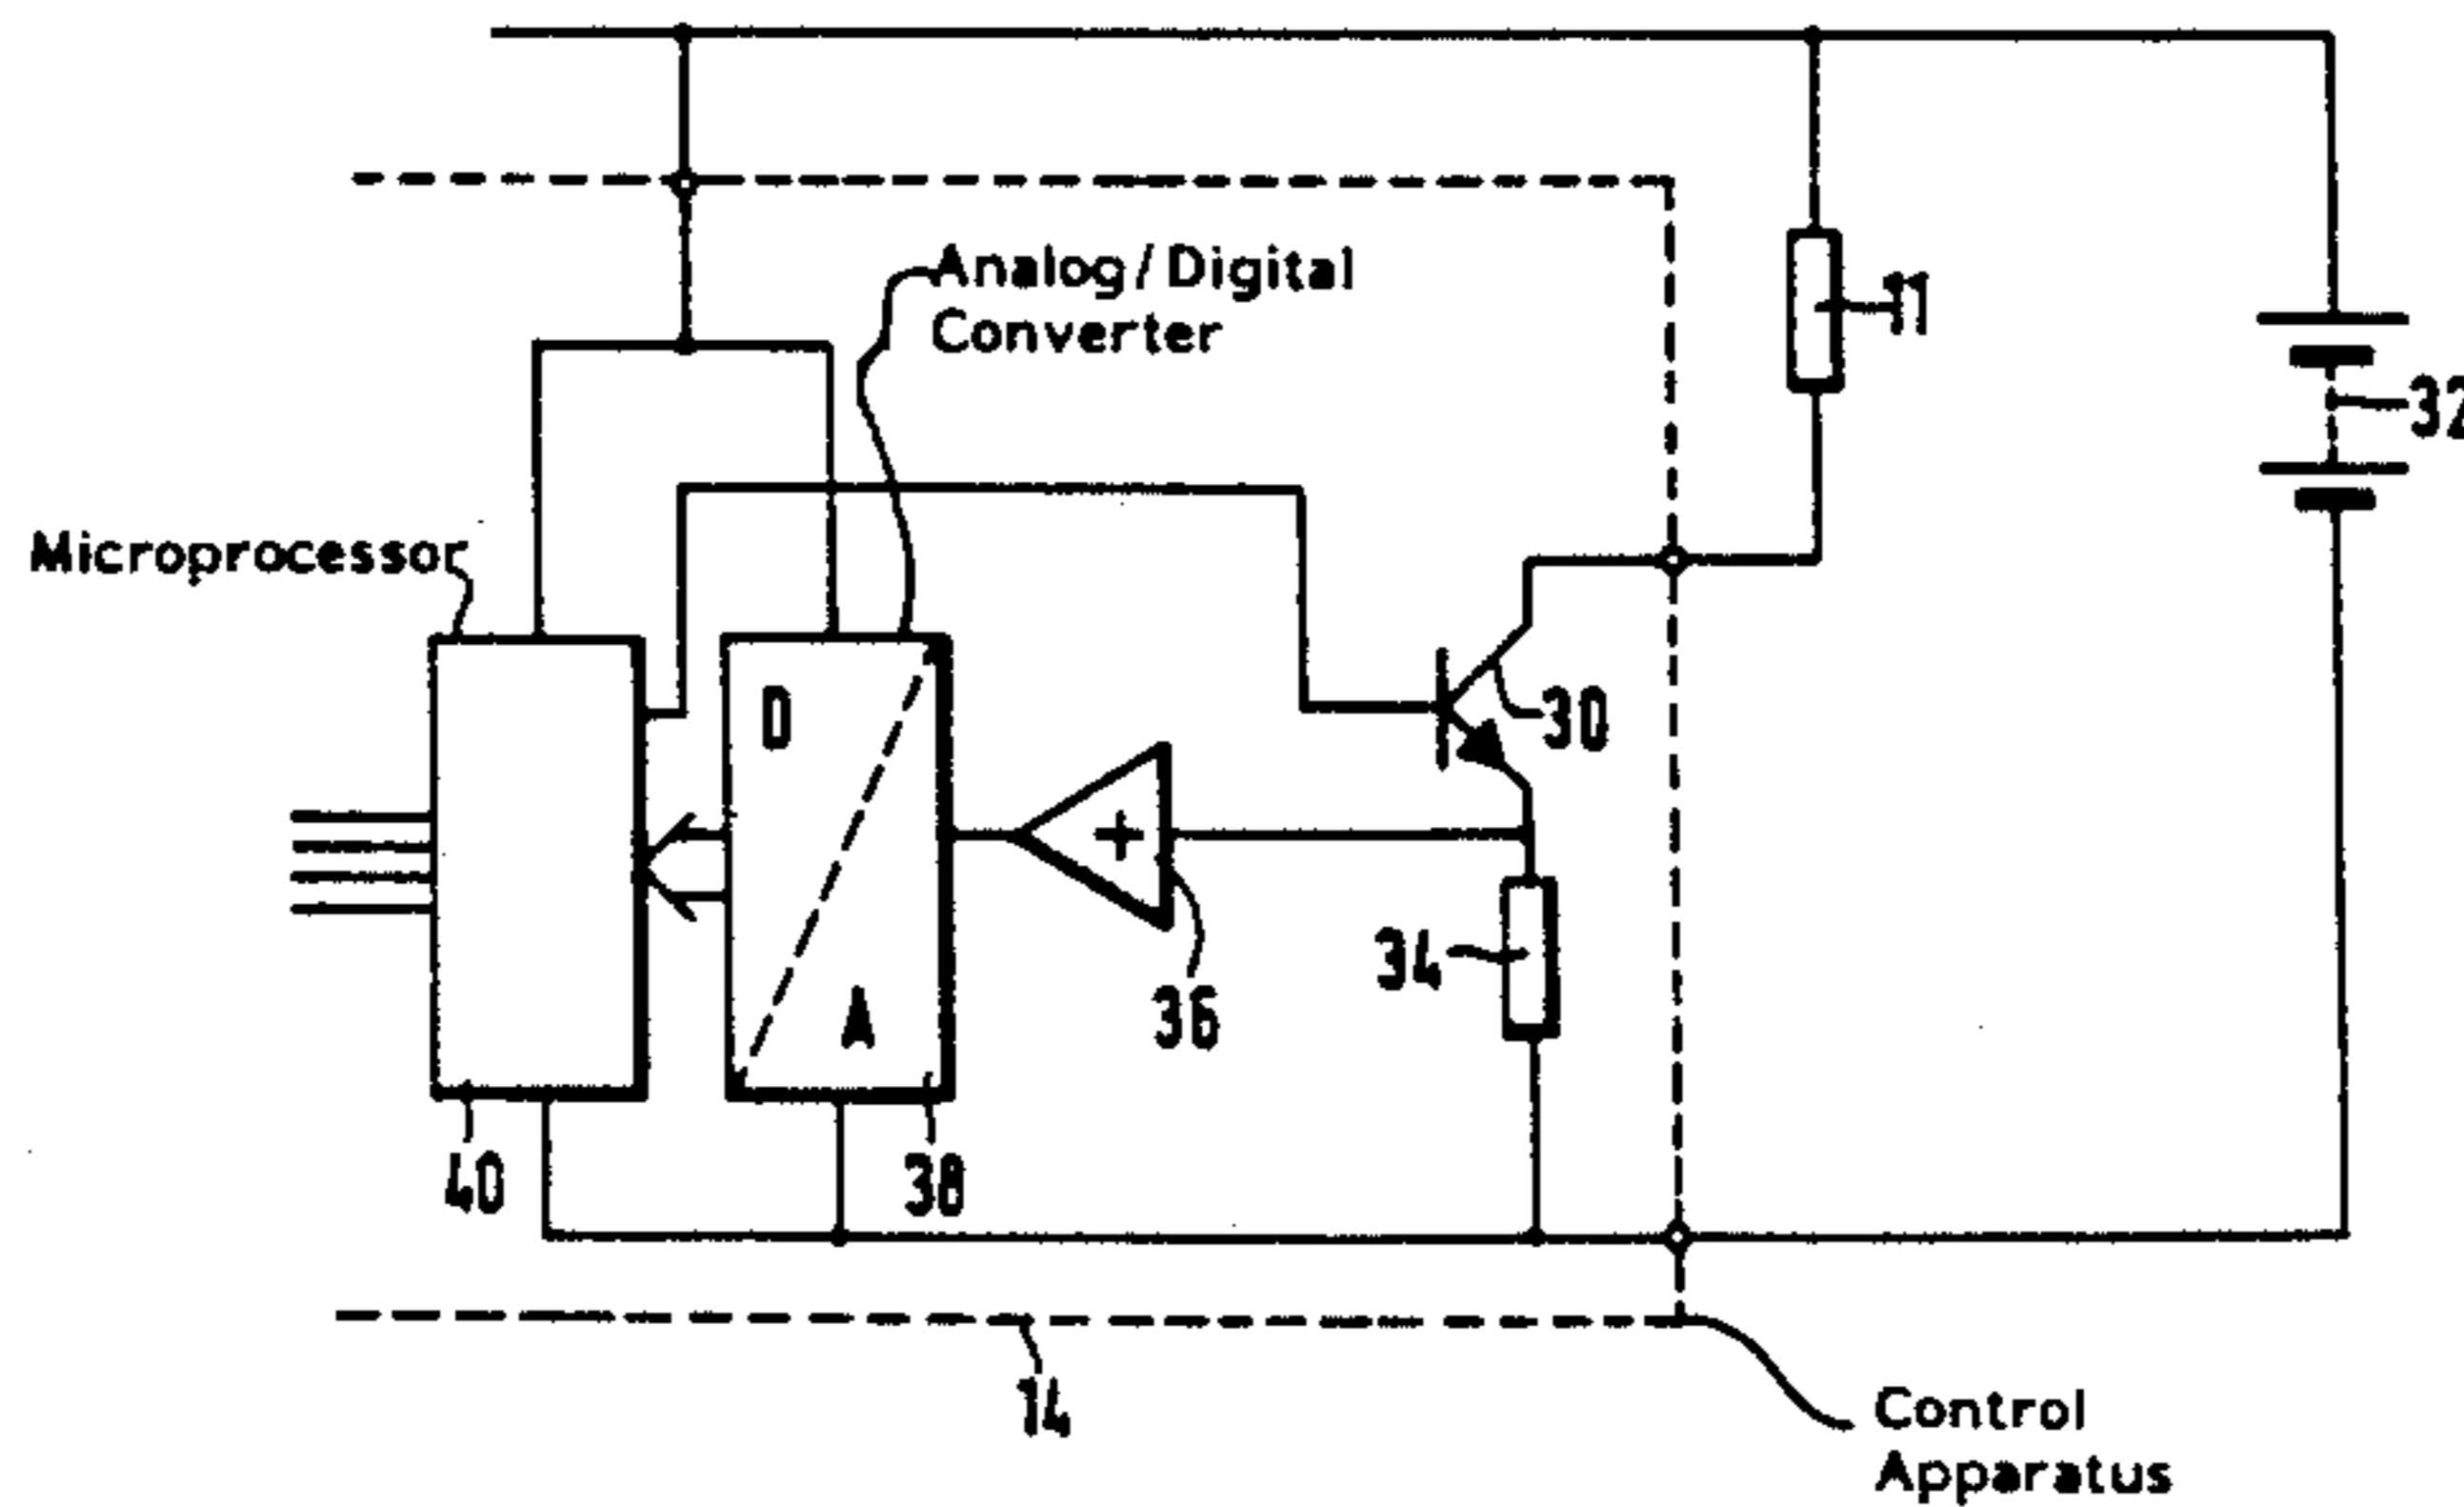 Analog / Digital
Converter
11
32
Microprocessor
D
30
+
A
34
36
40
38
14
Control
Apparatus